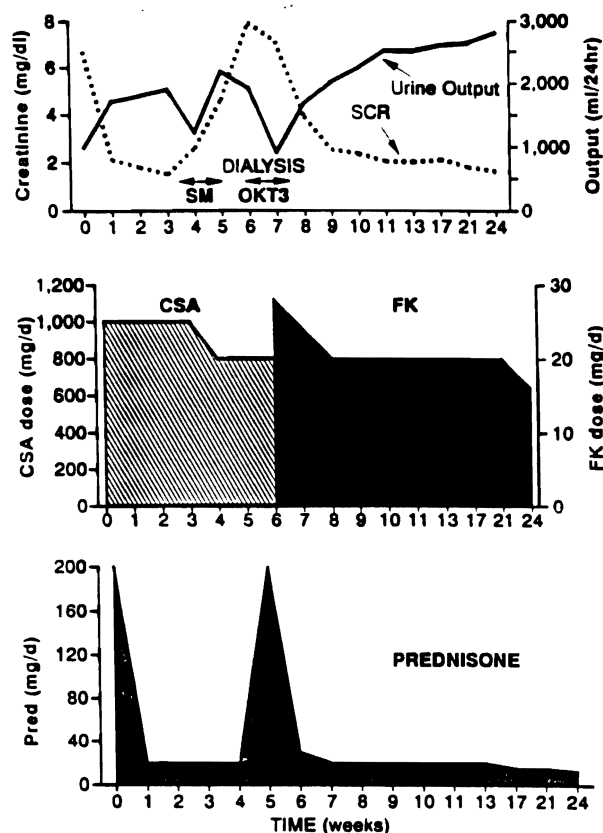 Creatinine (mg/dl)
8
6
4
2
0
3,000
2,000
1,000
0
Output (ml/24hr)
Urine Output
SCR
DIALYSIS
SM
OKT3
0 1 2 3 4 5 6 7 8 9 10 11 13 17 21 24
CSA dose (mg/d)
1,200
1,000
800
600
400
200
0
CSA
FK
30
20
10
0
FK dose (mg/d)
0 1 2 3 4 5 6 7 8 9 10 11 13 17 21 24
Pred (mg/d)
200
160
120
80
40
0
PREDNISONE
0 1 2 3 4 5 6 7 8 9 10 11 13 17 21 24
TIME (weeks)